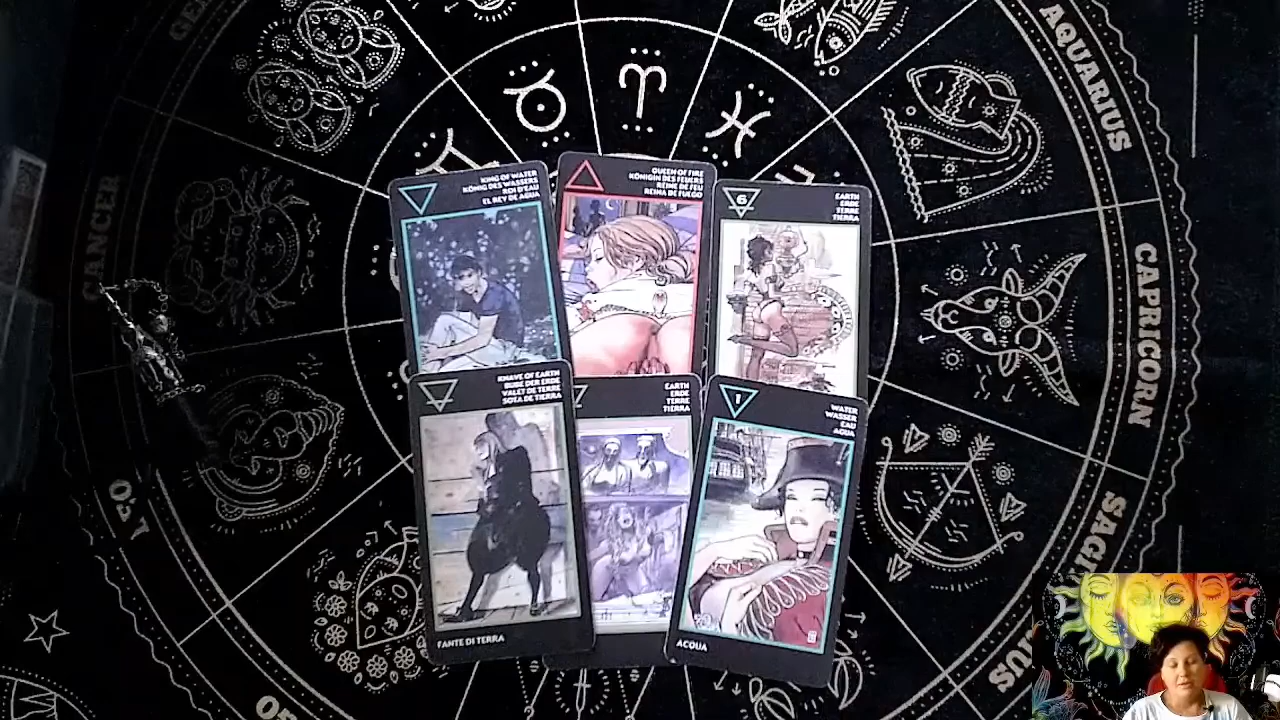 AQUARIUS
CANCER
CAPRICORN
KING OF WATER
KÖNIG DES WASSERS
ROI D'EAU
EL REY DE AGUA
QUEEN OF FIRE
KÖNIGIN DES FEUERS
REINE DE FEU
REINA DE FUEGO
6
EARTH
ERDE
TERRE
TIERRA
KNAVE OF EARTH
BUBE DER ERDE
VALET DE TERRE
SOTA DE TIERRA
FANTE DI TERRA
EARTH
ERDE
TERRE
TIERRA
1
WATER
WASSER
EAU
AGUA
ACQUA